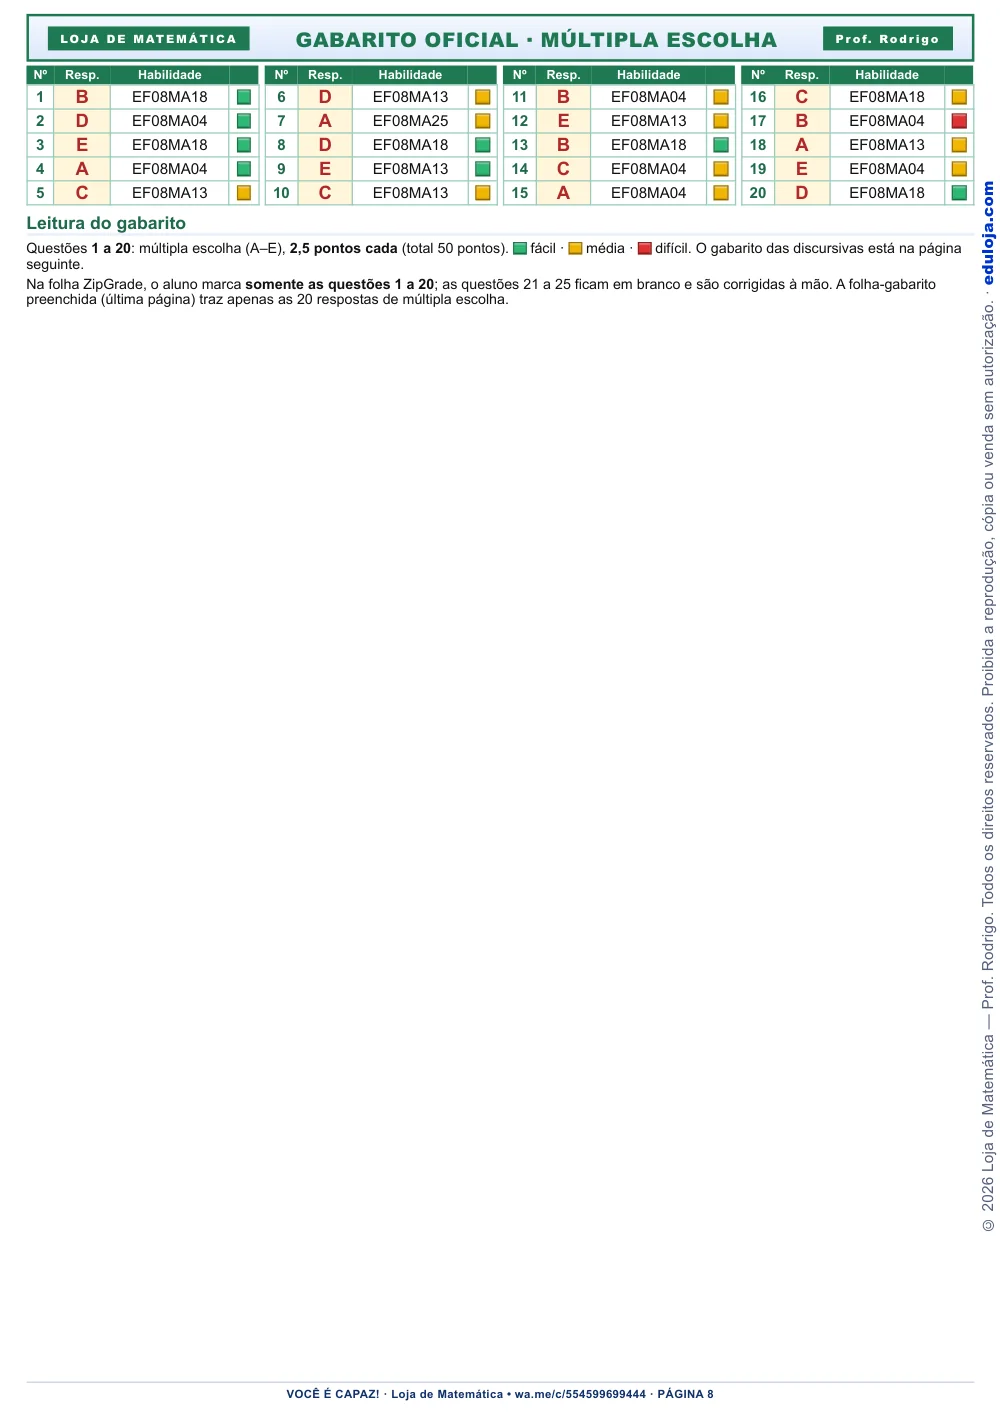 LOJA DE MATEMÁTICA
GABARITO OFICIAL · MÚLTIPLA ESCOLHA
Prof. Rodrigo
Nº Resp. Habilidade
1 B EF08MA18
2 D EF08MA04
3 E EF08MA18
4 A EF08MA04
5 C EF08MA13
Nº Resp. Habilidade
6 D EF08MA13
7 A EF08MA25
8 D EF08MA18
9 E EF08MA13
10 C EF08MA13
Nº Resp. Habilidade
11 B EF08MA04
12 E EF08MA13
13 B EF08MA18
14 C EF08MA04
15 A EF08MA04
Nº Resp. Habilidade
16 C EF08MA18
17 B EF08MA04
18 A EF08MA13
19 E EF08MA04
20 D EF08MA18
Leitura do gabarito
Questões 1 a 20: múltipla escolha (A–E), 2,5 pontos cada (total 50 pontos). fácil · média · difícil. O gabarito das discursivas está na página
seguinte.
Na folha ZipGrade, o aluno marca somente as questões 1 a 20; as questões 21 a 25 ficam em branco e são corrigidas à mão. A folha-gabarito
preenchida (última página) traz apenas as 20 respostas de múltipla escolha.
© 2026 Loja de Matemática — Prof. Rodrigo. Todos os direitos reservados. Proibida a reprodução, cópia ou venda sem autorização. · eduloja.com
VOCÊ É CAPAZ! · Loja de Matemática • wa.me/c/554599699444 · PÁGINA 8